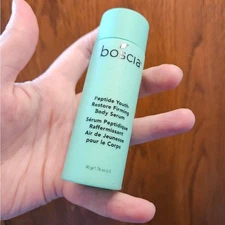 boscia
Peptide Youth-
Restore Firming
Body Serum
Sérum Peptidique
Raffermissant
Air de Jeunesse
pour le Corps